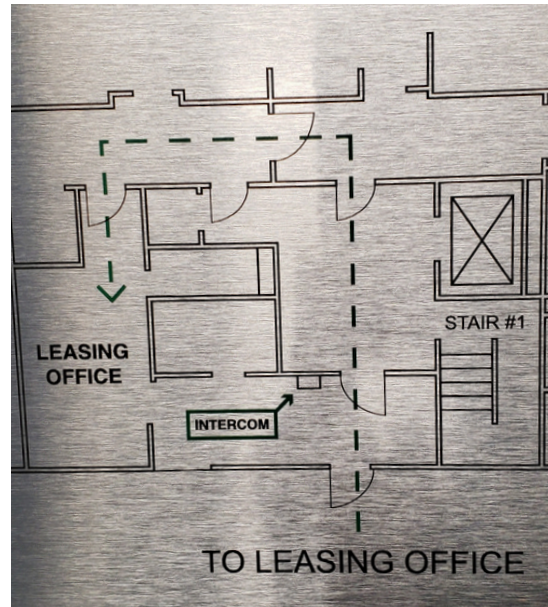 STAIR #1
LEASING
OFFICE
INTERCOM
TO LEASING OFFICE